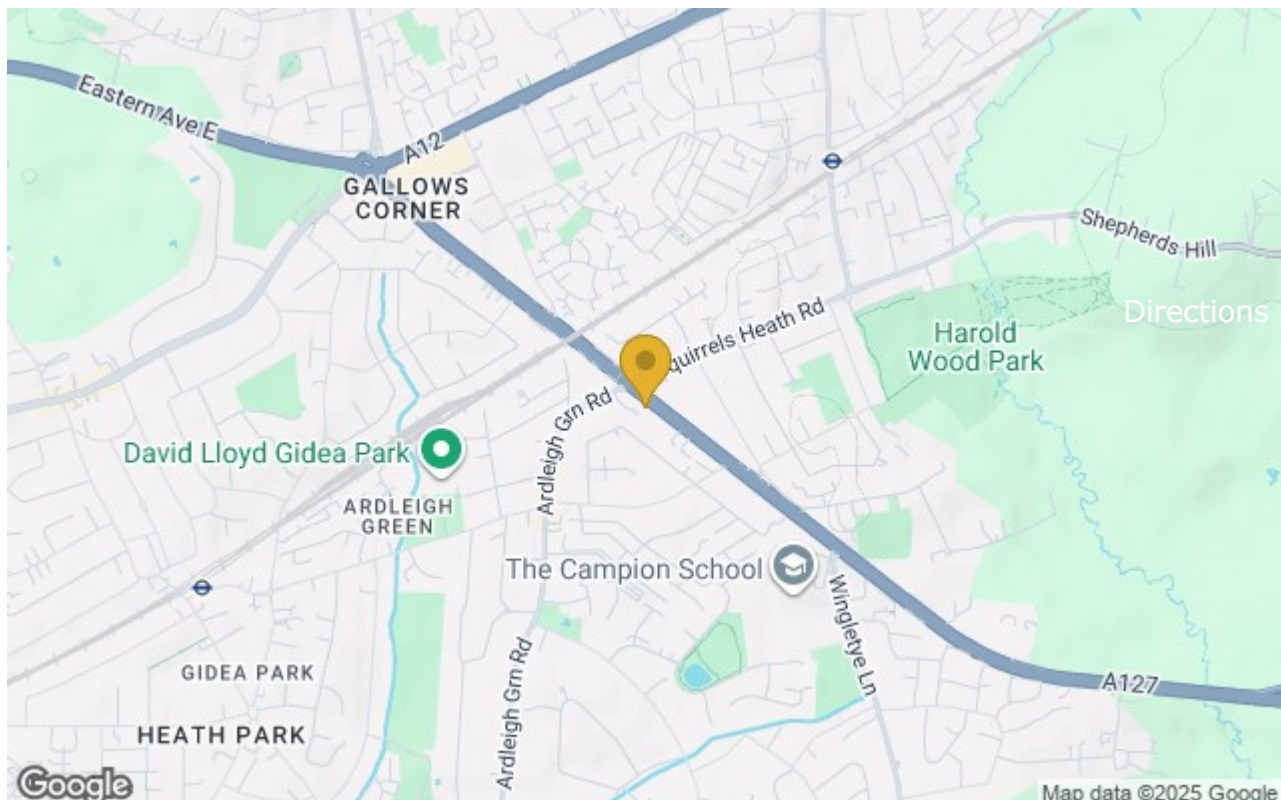 Eastern Ave E
A12
GALLOWS
CORNER
Shepherds Hill
Directions
quirrels Heath Rd
Harold
Wood Park
Ardleigh Grn Rd
David Lloyd Gidea Park
ARDLEIGH
GREEN
The Campion School
Wingletye Ln
Ardleigh Grn Rd
GIDEA PARK
A127
HEATH PARK
Google
Map data ©2025 Google